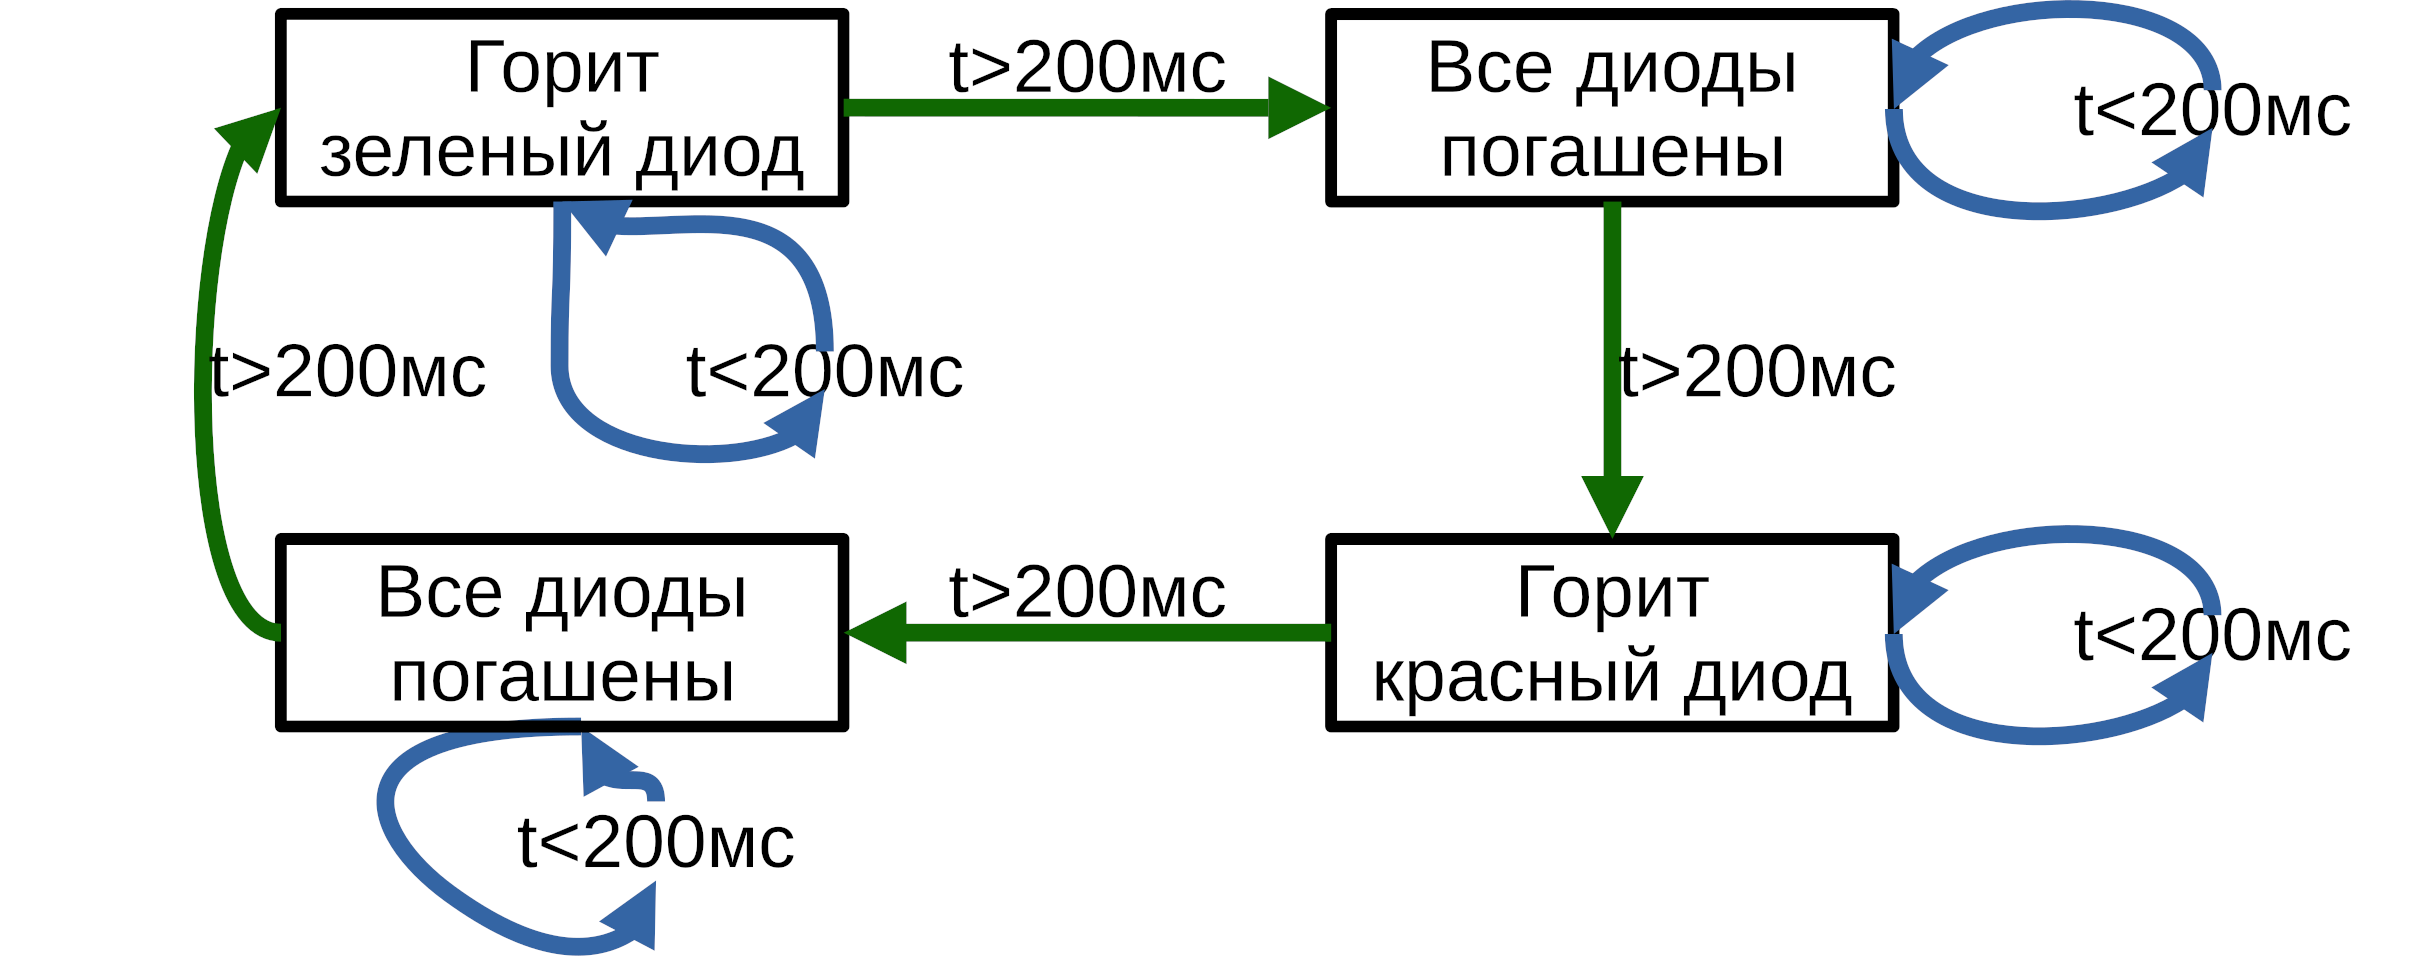 Горит
зеленый диод
t>200мс
Все диоды
погашены
t<200мс
t>200мс
t<200мс
t>200мс
Все диоды
погашены
t>200мс
Горит
красный диод
t<200мс
t<200мс